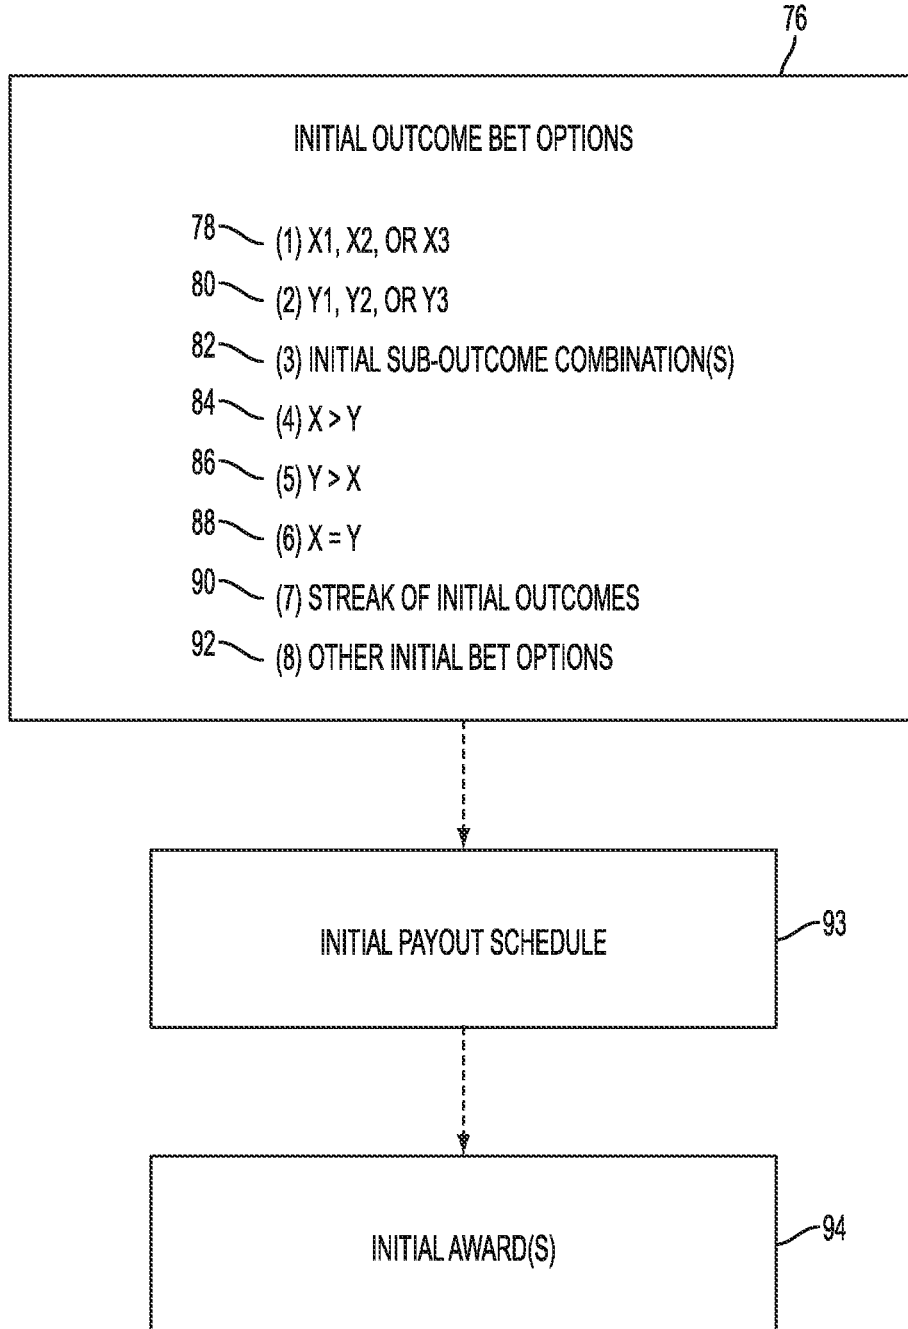 76
INITIAL OUTCOME BET OPTIONS
78 (1) X1, X2, OR X3
80 (2) Y1, Y2, OR Y3
82 (3) INITIAL SUB-OUTCOME COMBINATION(S)
84 (4) X > Y
86 (5) Y > X
88 (6) X = Y
90 (7) STREAK OF INITIAL OUTCOMES
92 (8) OTHER INITIAL BET OPTIONS
INITIAL PAYOUT SCHEDULE 93
INITIAL AWARD(S) 94